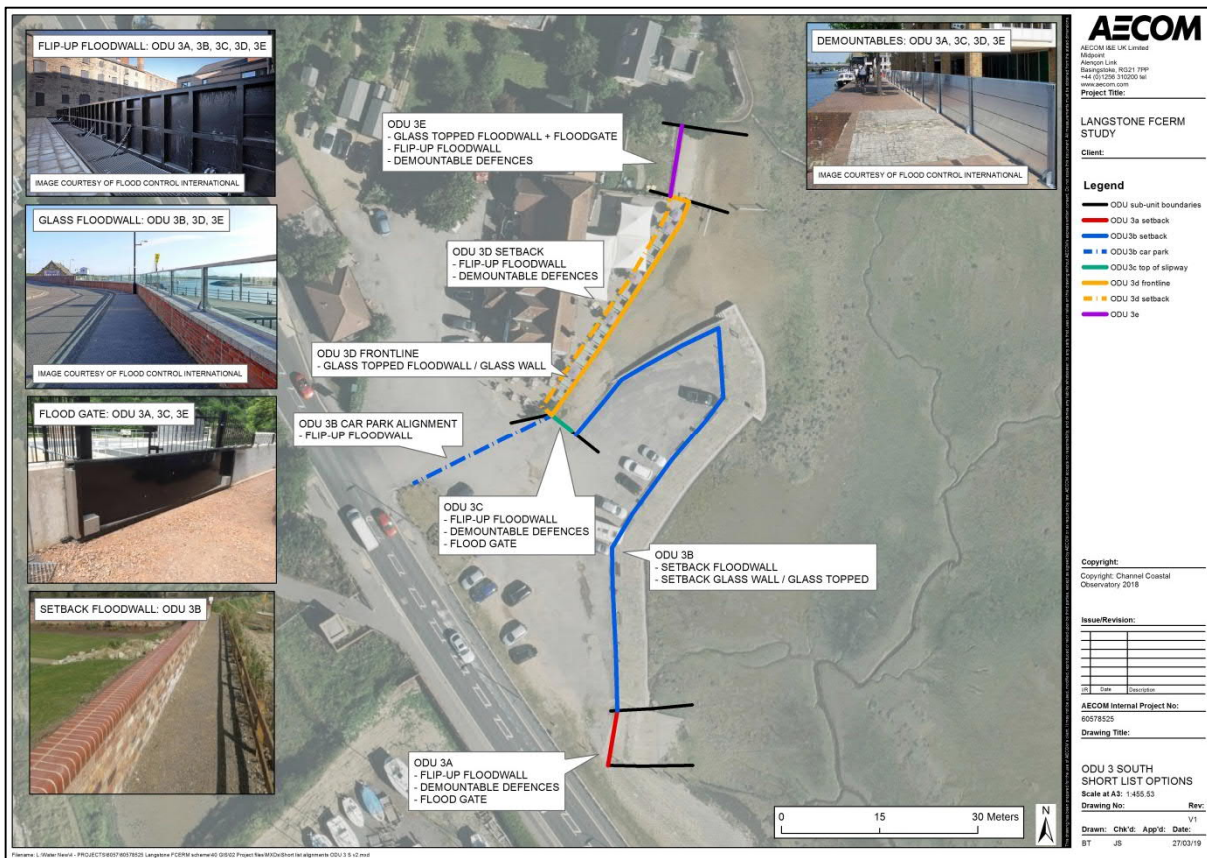 FLIP-UP FLOODWALL: ODU 3A, 3B, 3C, 3D, 3E
IMAGE COURTESY OF FLOOD CONTROL INTERNATIONAL
GLASS FLOODWALL: ODU 3B, 3D, 3E
IMAGE COURTESY OF FLOOD CONTROL INTERNATIONAL
FLOOD GATE: ODU 3A, 3C, 3E
SETBACK FLOODWALL: ODU 3B
ODU 3E
- GLASS TOPPED FLOODWALL + FLOODGATE
- FLIP-UP FLOODWALL
- DEMOUNTABLE DEFENCES
ODU 3D SETBACK
- FLIP-UP FLOODWALL
- DEMOUNTABLE DEFENCES
ODU 3D FRONTLINE
- GLASS TOPPED FLOODWALL / GLASS WALL
ODU 3B CAR PARK ALIGNMENT
- FLIP-UP FLOODWALL
ODU 3C
- FLIP-UP FLOODWALL
- DEMOUNTABLE DEFENCES
- FLOOD GATE
ODU 3B
- SETBACK FLOODWALL
- SETBACK GLASS WALL / GLASS TOPPED
ODU 3A
- FLIP-UP FLOODWALL
- DEMOUNTABLE DEFENCES
- FLOOD GATE
DEMOUNTABLES: ODU 3A, 3C, 3D, 3E
IMAGE COURTESY OF FLOOD CONTROL INTERNATIONAL
0 15 30 Meters
N
AECOM
AECOM I&E UK Limited
Midpoint
Alençon Link
Basingstoke, RG21 7PP
+44 (0)1256 310200 tel
www.aecom.com
Project Title:
LANGSTONE FCERM
STUDY
Client:
Legend
ODU sub-unit boundaries
ODU 3a setback
ODU3b setback
ODU3b car park
ODU3c top of slipway
ODU 3d frontline
ODU 3d setback
ODU 3e
Copyright:
Copyright: Channel Coastal
Observatory 2018
Issue/Revision:
I/R Date Description
AECOM Internal Project No:
60578525
Drawing Title:
ODU 3 SOUTH
SHORT LIST OPTIONS
Scale at A3: 1:455.53
Drawing No: Rev:
V1
Drawn: Chk'd: App'd: Date:
BT JS 27/03/19